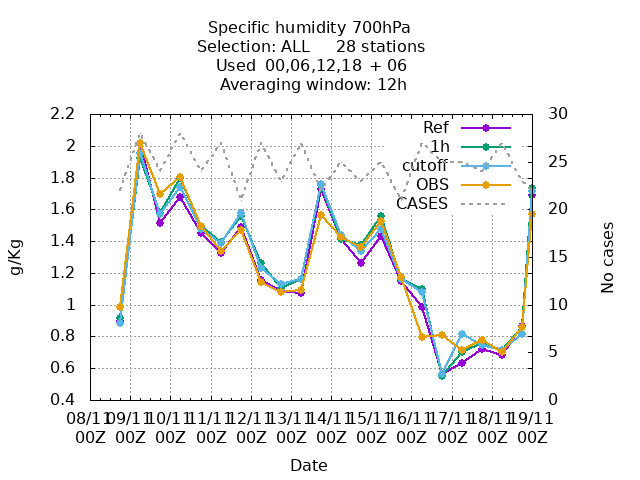 Specific humidity 700hPa
Selection: ALL 28 stations
Used 00,06,12,18 + 06
Averaging window: 12h
2.2
2
1.8
1.6
1.4
1.2
1
0.8
0.6
0.4
g/Kg
30
25
20
15
10
5
0
No cases
Ref
1h
cutoff
OBS
CASES
08/11 09/11 10/11 11/11 12/11 13/11 14/11 15/11 16/11 17/11 18/11 19/11
00Z 00Z 00Z 00Z 00Z 00Z 00Z 00Z 00Z 00Z 00Z 00Z
Date